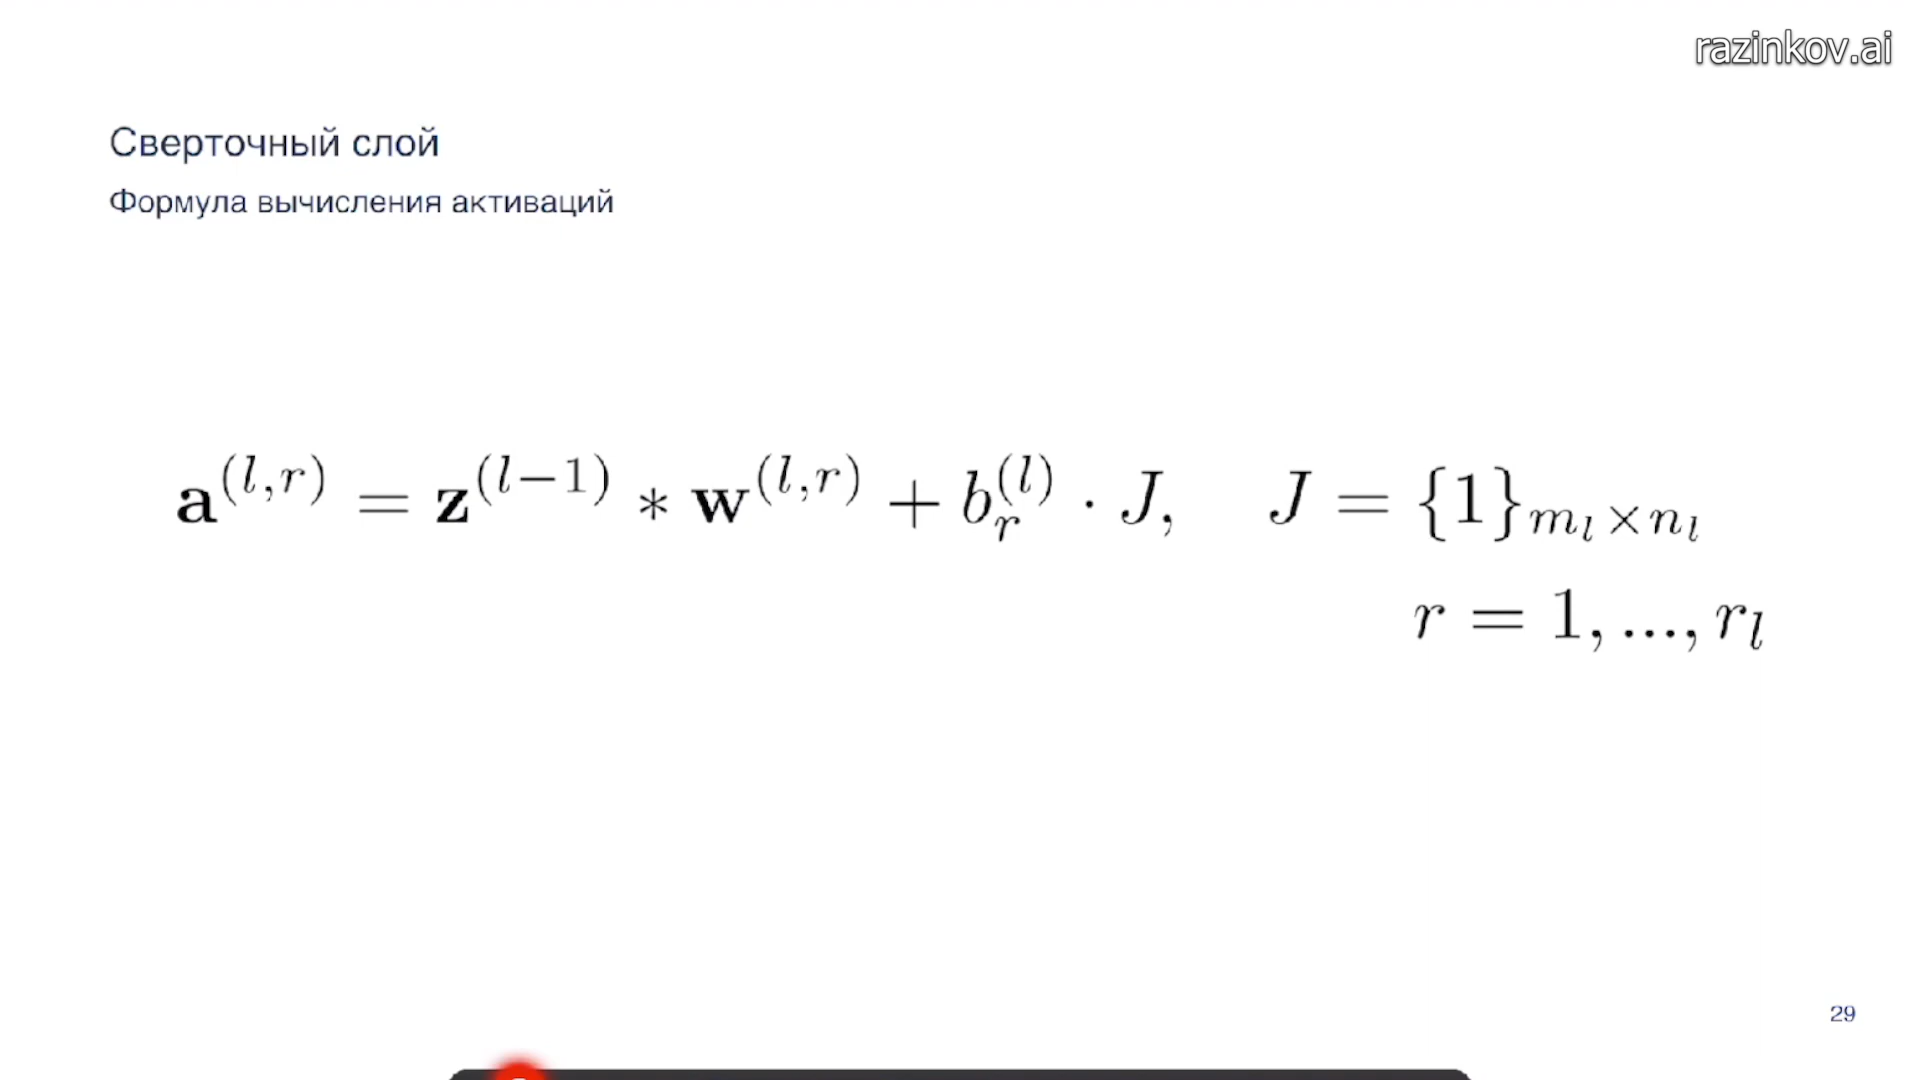 razinkov.ai
Сверточный слой
Формула вычисления активаций
a^{(l,r)} = z^{(l-1)} * w^{(l,r)} + b_r^{(l)} · J,   J = {1}_{m_l × n_l}
r = 1, ..., r_l
29